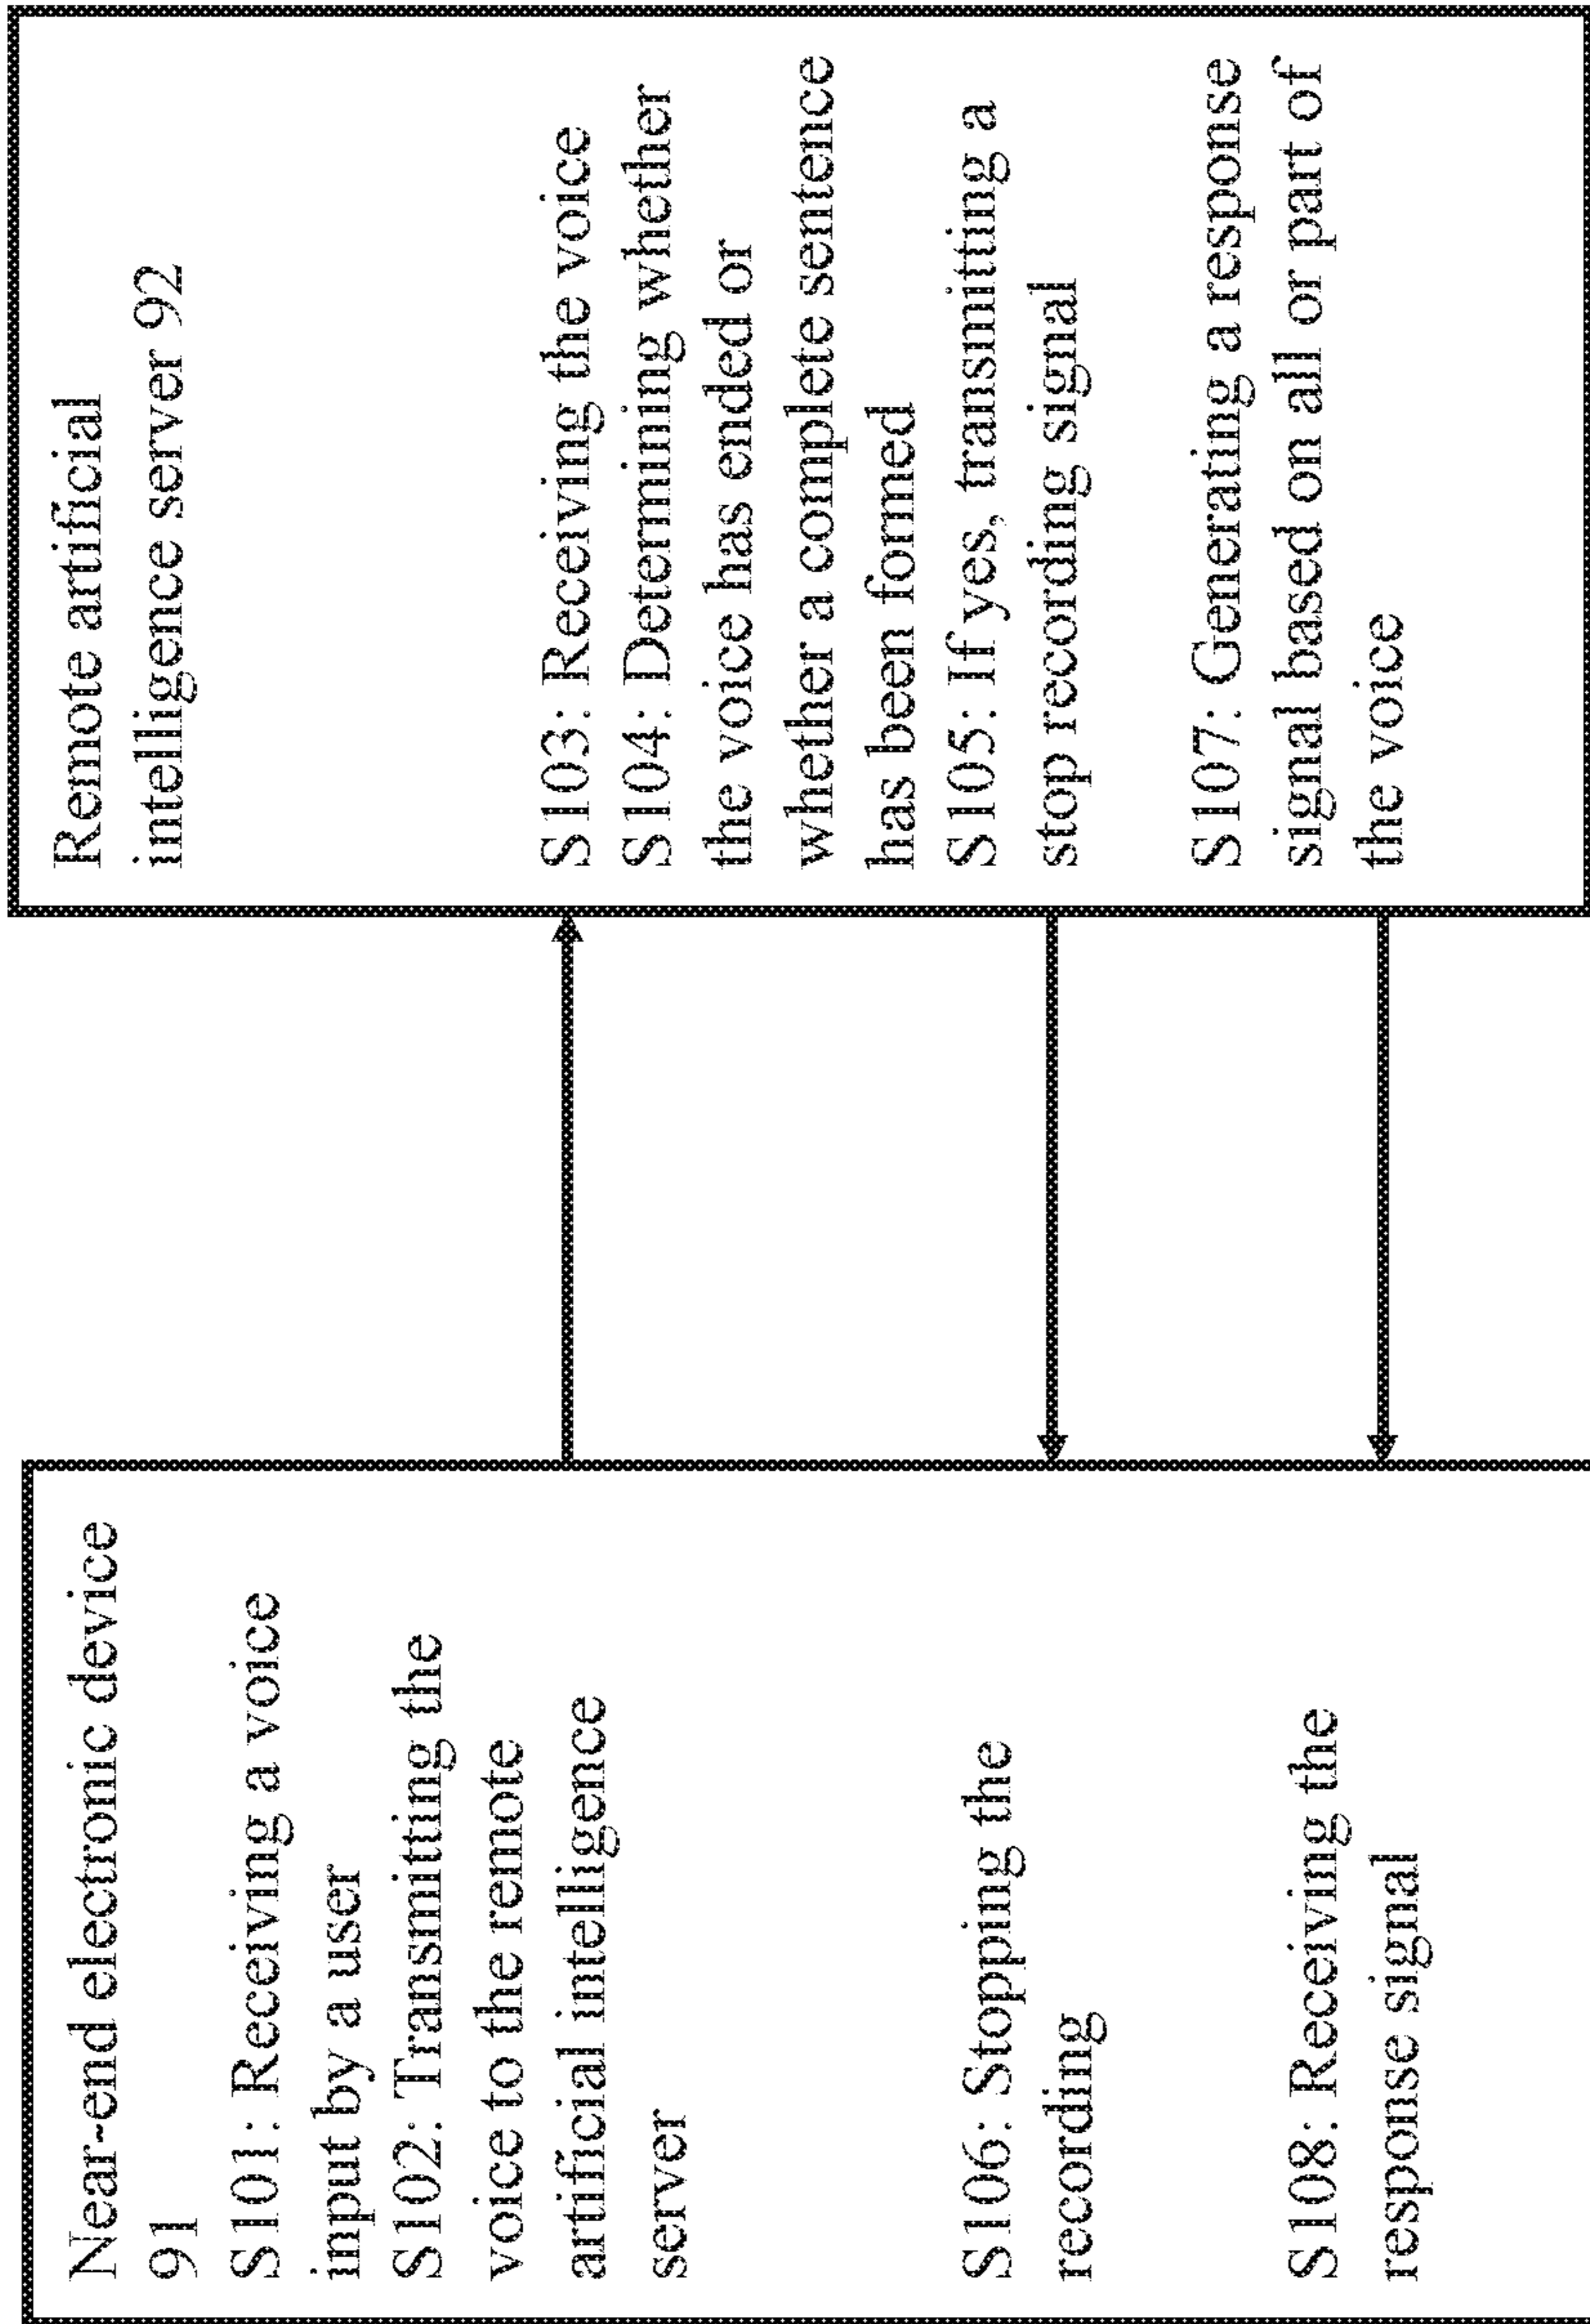 Near-end electronic device
91
S101: Receiving a voice
input by a user
S102: Transmitting the
voice to the remote
artificial intelligence
server
S106: Stopping the
recording
S108: Receiving the
response signal
Remote artificial
intelligence server 92
S103: Receiving the voice
S104: Determining whether
the voice has ended or
whether a complete sentence
has been formed
S105: If yes, transmitting a
stop recording signal
S107: Generating a response
signal based on all or part of
the voice